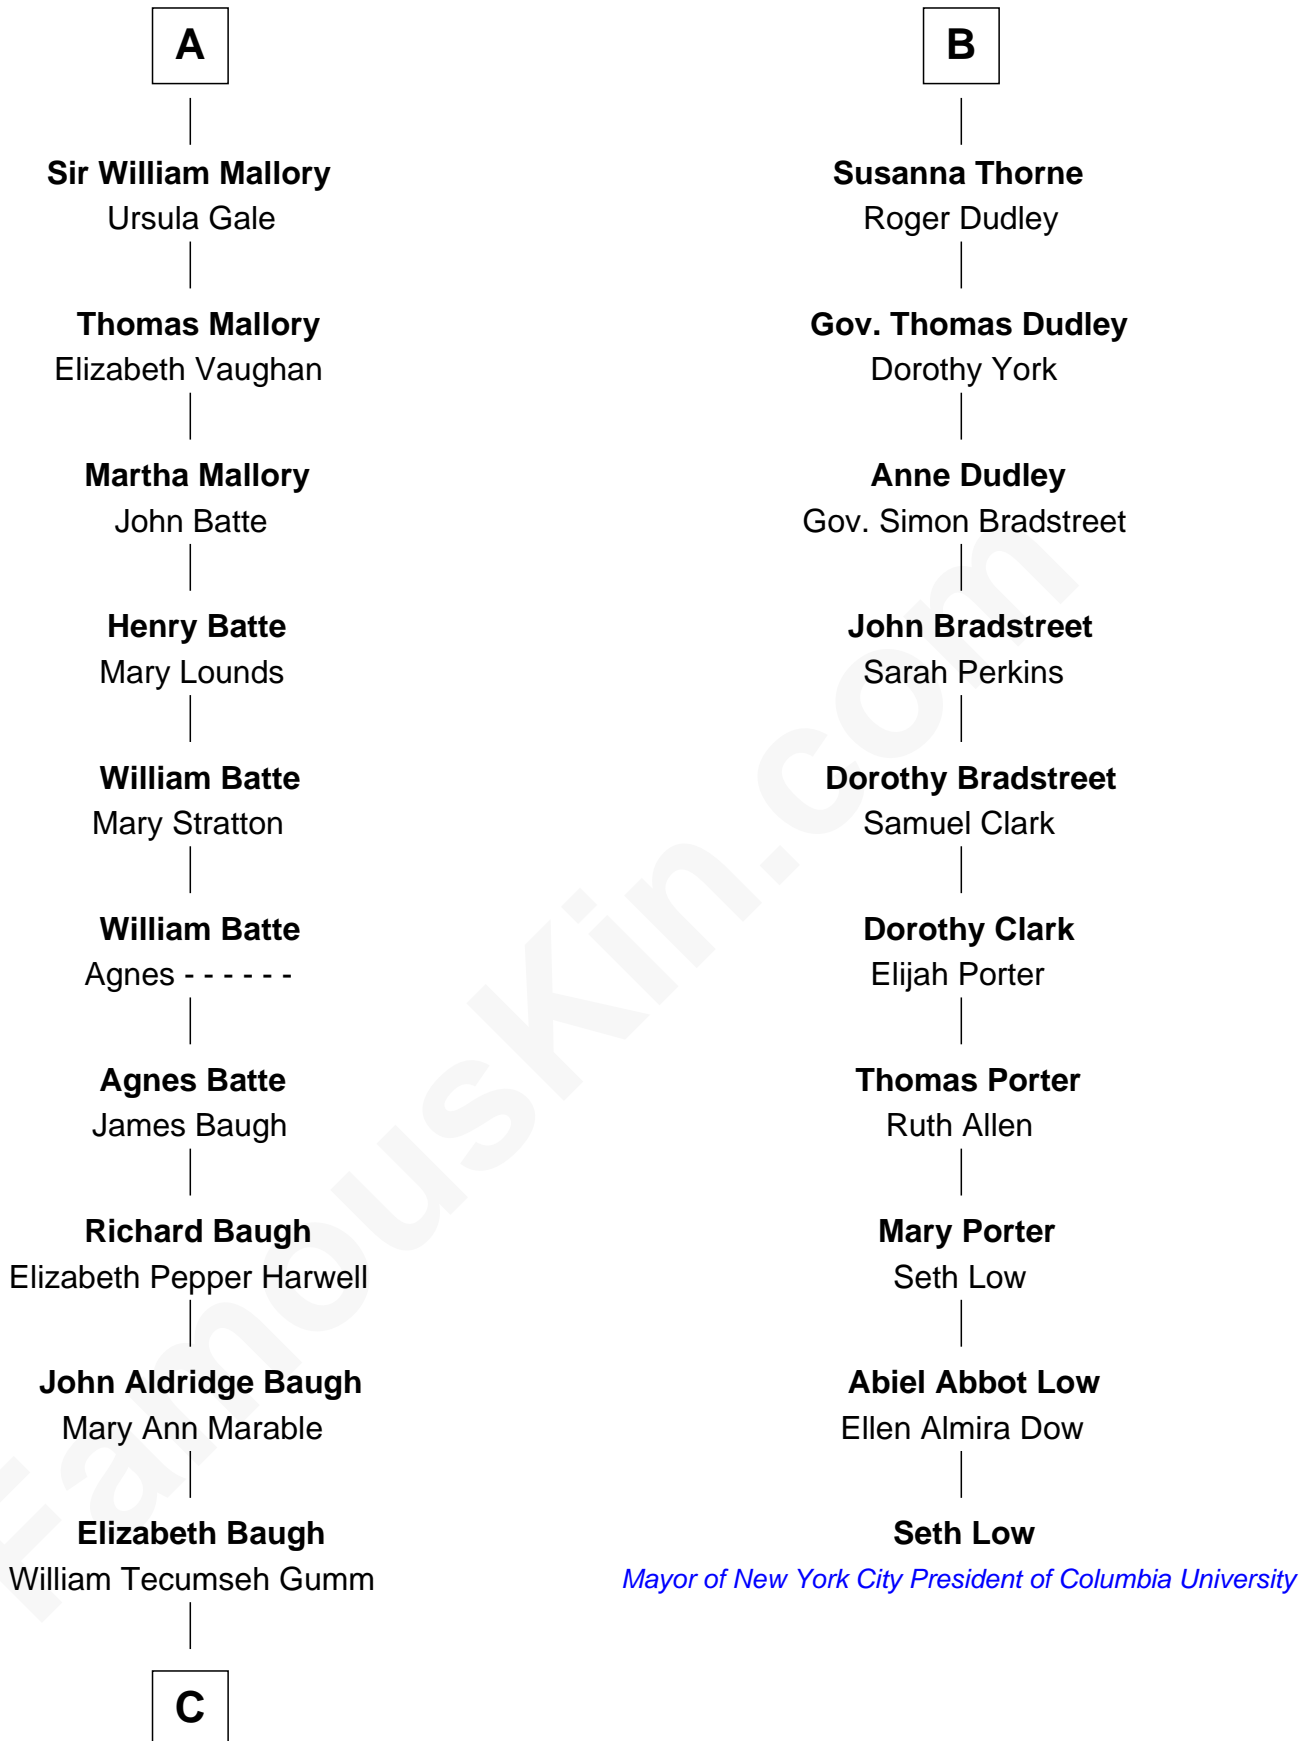 A
Sir William Mallory
Ursula Gale
Thomas Mallory
Elizabeth Vaughan
Martha Mallory
John Batte
Henry Batte
Mary Lounds
William Batte
Mary Stratton
William Batte
Agnes - - - - - -
Agnes Batte
James Baugh
Richard Baugh
Elizabeth Pepper Harwell
John Aldridge Baugh
Mary Ann Marable
Elizabeth Baugh
William Tecumseh Gumm
C
B
Susanna Thorne
Roger Dudley
Gov. Thomas Dudley
Dorothy York
Anne Dudley
Gov. Simon Bradstreet
John Bradstreet
Sarah Perkins
Dorothy Bradstreet
Samuel Clark
Dorothy Clark
Elijah Porter
Thomas Porter
Ruth Allen
Mary Porter
Seth Low
Abiel Abbot Low
Ellen Almira Dow
Seth Low
Mayor of New York City President of Columbia University
FamousKin.com